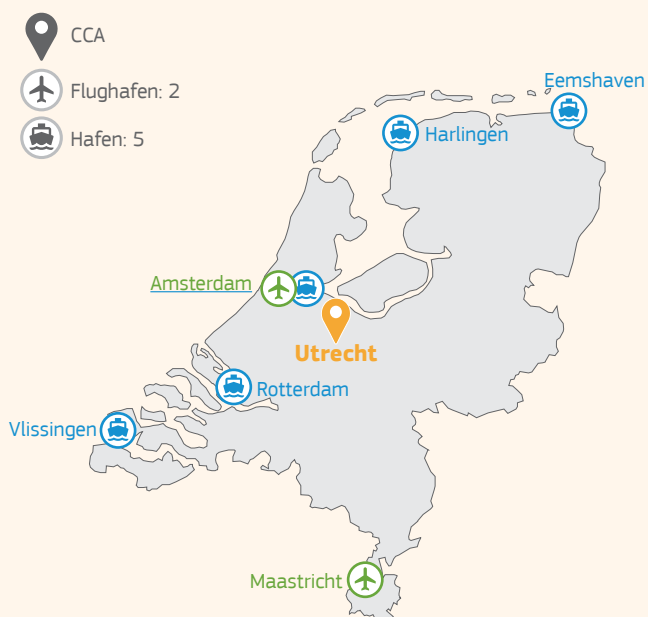 CCA
Flughafen: 2
Hafen: 5
Eemshaven
Harlingen
Amsterdam
Utrecht
Rotterdam
Vlissingen
Maastricht